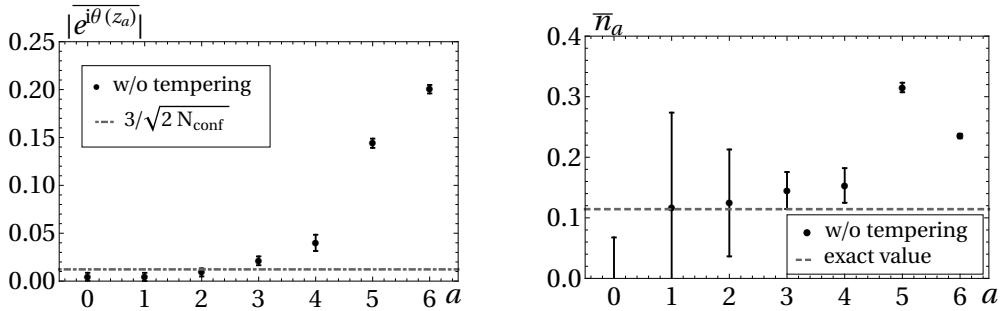 |e^{iθ(z_a)}|
0.25
0.20
0.15
0.10
0.05
0.00
w/o tempering
3/√2 N_conf
0 1 2 3 4 5 6 a
n̄_a
0.4
0.3
0.2
0.1
0.0
w/o tempering
exact value
0 1 2 3 4 5 6 a